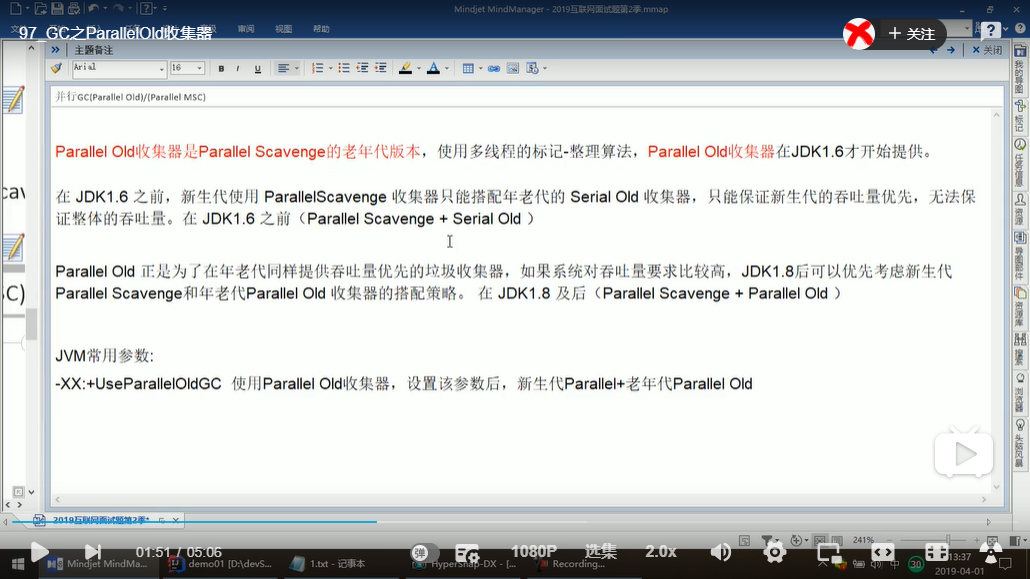 Mindjet MindManager - 2019互联网面试题第2季.mmap
97_GC之ParallelOld收集器
审阅 视图 帮助
+ 关注
主题备注
关闭
Arial 16 B I U
我的导图
标记
任务信息
资源
导图部件
资源库
搜索
浏览器
头脑风暴
并行GC(Parallel Old)/(Parallel MSC)
Parallel Old收集器是Parallel Scavenge的老年代版本，使用多线程的标记-整理算法，Parallel Old收集器在JDK1.6才开始提供。
在 JDK1.6 之前，新生代使用 ParallelScavenge 收集器只能搭配年老代的 Serial Old 收集器，只能保证新生代的吞吐量优先，无法保
证整体的吞吐量。在 JDK1.6 之前（Parallel Scavenge + Serial Old ）
Parallel Old 正是为了在年老代同样提供吞吐量优先的垃圾收集器，如果系统对吞吐量要求比较高，JDK1.8后可以优先考虑新生代
Parallel Scavenge和年老代Parallel Old 收集器的搭配策略。 在 JDK1.8 及后（Parallel Scavenge + Parallel Old ）
JVM常用参数:
-XX:+UseParallelOldGC 使用Parallel Old收集器，设置该参数后，新生代Parallel+老年代Parallel Old
2019互联网面试题第2季*
241%
01:51 / 05:06
弹 1080P 选集 2.0x
Mindjet MindMa... demo01 [D:\devS... 1.txt - 记事本 HyperSnap-DX - [... Recording...
中 30 13:37
2019-04-01